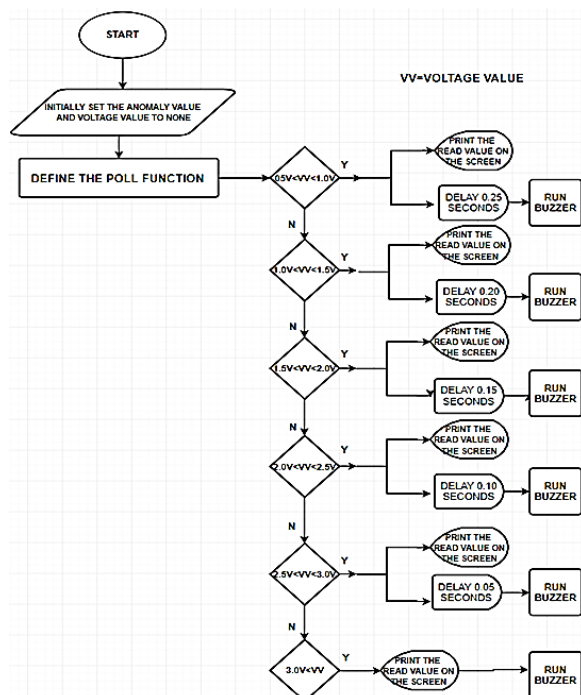 START
VV=VOLTAGE VALUE
INITIALLY SET THE ANOMALY VALUE
AND VOLTAGE VALUE TO NONE
DEFINE THE POLL FUNCTION
05V<VV<1.0V
Y
PRINT THE
READ VALUE ON
THE SCREEN
DELAY 0.25
SECONDS
RUN
BUZZER
N
1.0V<VV<1.5V
Y
PRINT THE
READ VALUE ON
THE SCREEN
DELAY 0.20
SECONDS
RUN
BUZZER
N
1.5V<VV<2.0V
Y
PRINT THE
READ VALUE ON
THE SCREEN
DELAY 0.15
SECONDS
RUN
BUZZER
N
2.0V<VV<2.5V
Y
PRINT THE
READ VALUE ON
THE SCREEN
DELAY 0.10
SECONDS
RUN
BUZZER
N
2.5V<VV<3.0V
Y
PRINT THE
READ VALUE ON
THE SCREEN
DELAY 0.05
SECONDS
RUN
BUZZER
N
3.0V<VV
Y
PRINT THE
READ VALUE ON
THE SCREEN
RUN
BUZZER